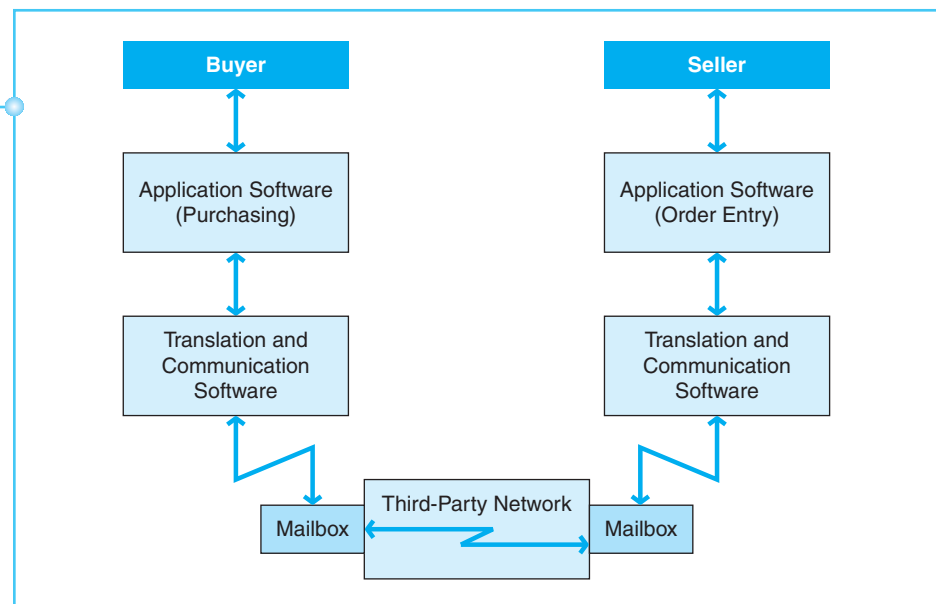 Buyer
Seller
Application Software
(Purchasing)
Application Software
(Order Entry)
Translation and
Communication
Software
Translation and
Communication
Software
Third-Party Network
Mailbox
Mailbox